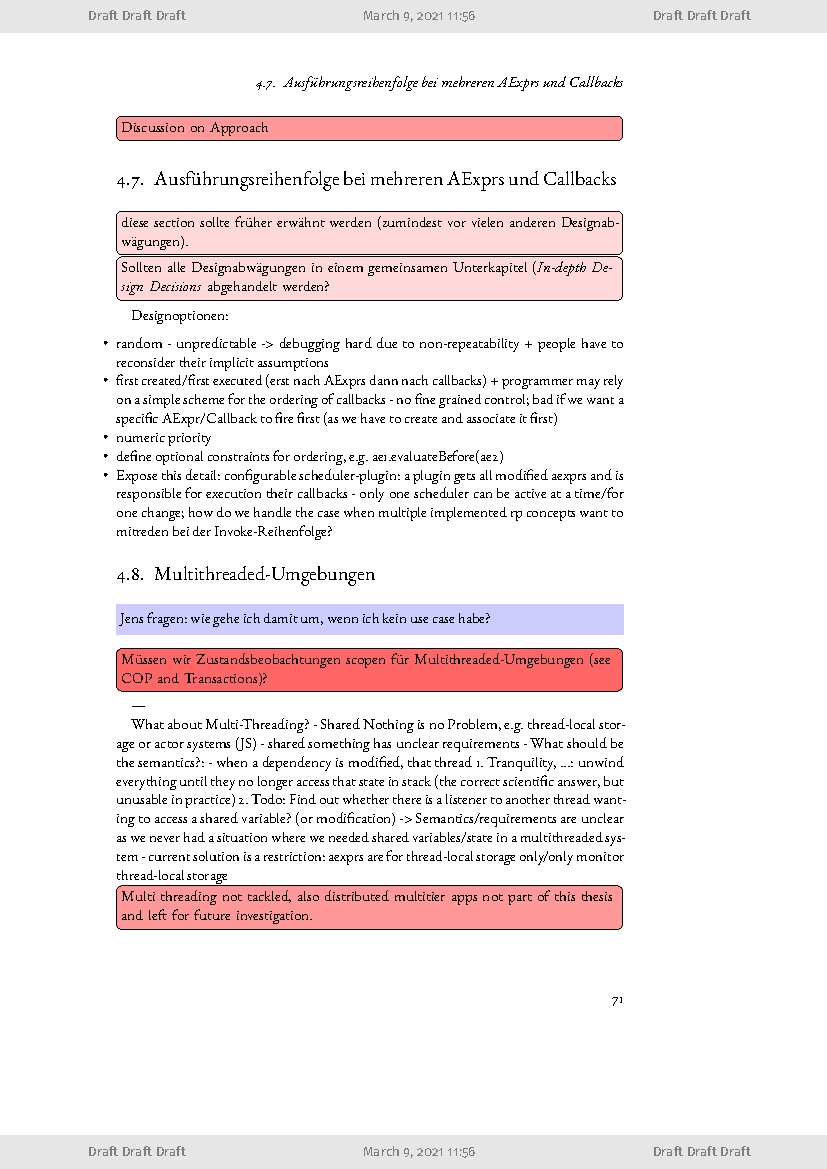 Draft Draft Draft March 9, 2021 11:56 Draft Draft Draft
4.7. Ausführungsreihenfolge bei mehreren AExprs und Callbacks
Discussion on Approach
4.7. Ausführungsreihenfolge bei mehreren AExprs und Callbacks
diese section sollte früher erwähnt werden (zumindest vor vielen anderen Designab-
wägungen).
Sollten alle Designabwägungen in einem gemeinsamen Unterkapitel (In-depth De-
sign Decisions abgehandelt werden?
Designoptionen:
• random - unpredictable -> debugging hard due to non-repeatability + people have to
reconsider their implicit assumptions
• first created/first executed (erst nach AExprs dann nach callbacks) + programmer may rely
on a simple scheme for the ordering of callbacks - no fine grained control; bad if we want a
specific AExpr/Callback to fire first (as we have to create and associate it first)
• numeric priority
• define optional constraints for ordering, e.g. ae1.evaluateBefore(ae2)
• Expose this detail: configurable scheduler-plugin: a plugin gets all modified aexprs and is
responsible for execution their callbacks - only one scheduler can be active at a time/for
one change; how do we handle the case when multiple implemented rp concepts want to
mitreden bei der Invoke-Reihenfolge?
4.8. Multithreaded-Umgebungen
Jens fragen: wie gehe ich damit um, wenn ich kein use case habe?
Müssen wir Zustandsbeobachtungen scopen für Multithreaded-Umgebungen (see
COP and Transactions)?
—
What about Multi-Threading? - Shared Nothing is no Problem, e.g. thread-local stor-
age or actor systems (JS) - shared something has unclear requirements - What should be
the semantics?: - when a dependency is modified, that thread 1. Tranquility, ...: unwind
everything until they no longer access that state in stack (the correct scientific answer, but
unusable in practice) 2. Todo: Find out whether there is a listener to another thread want-
ing to access a shared variable? (or modification) -> Semantics/requirements are unclear
as we never had a situation where we needed shared variables/state in a multithreaded sys-
tem - current solution is a restriction: aexprs are for thread-local storage only/only monitor
thread-local storage
Multi threading not tackled, also distributed multitier apps not part of this thesis
and left for future investigation.
71
Draft Draft Draft March 9, 2021 11:56 Draft Draft Draft